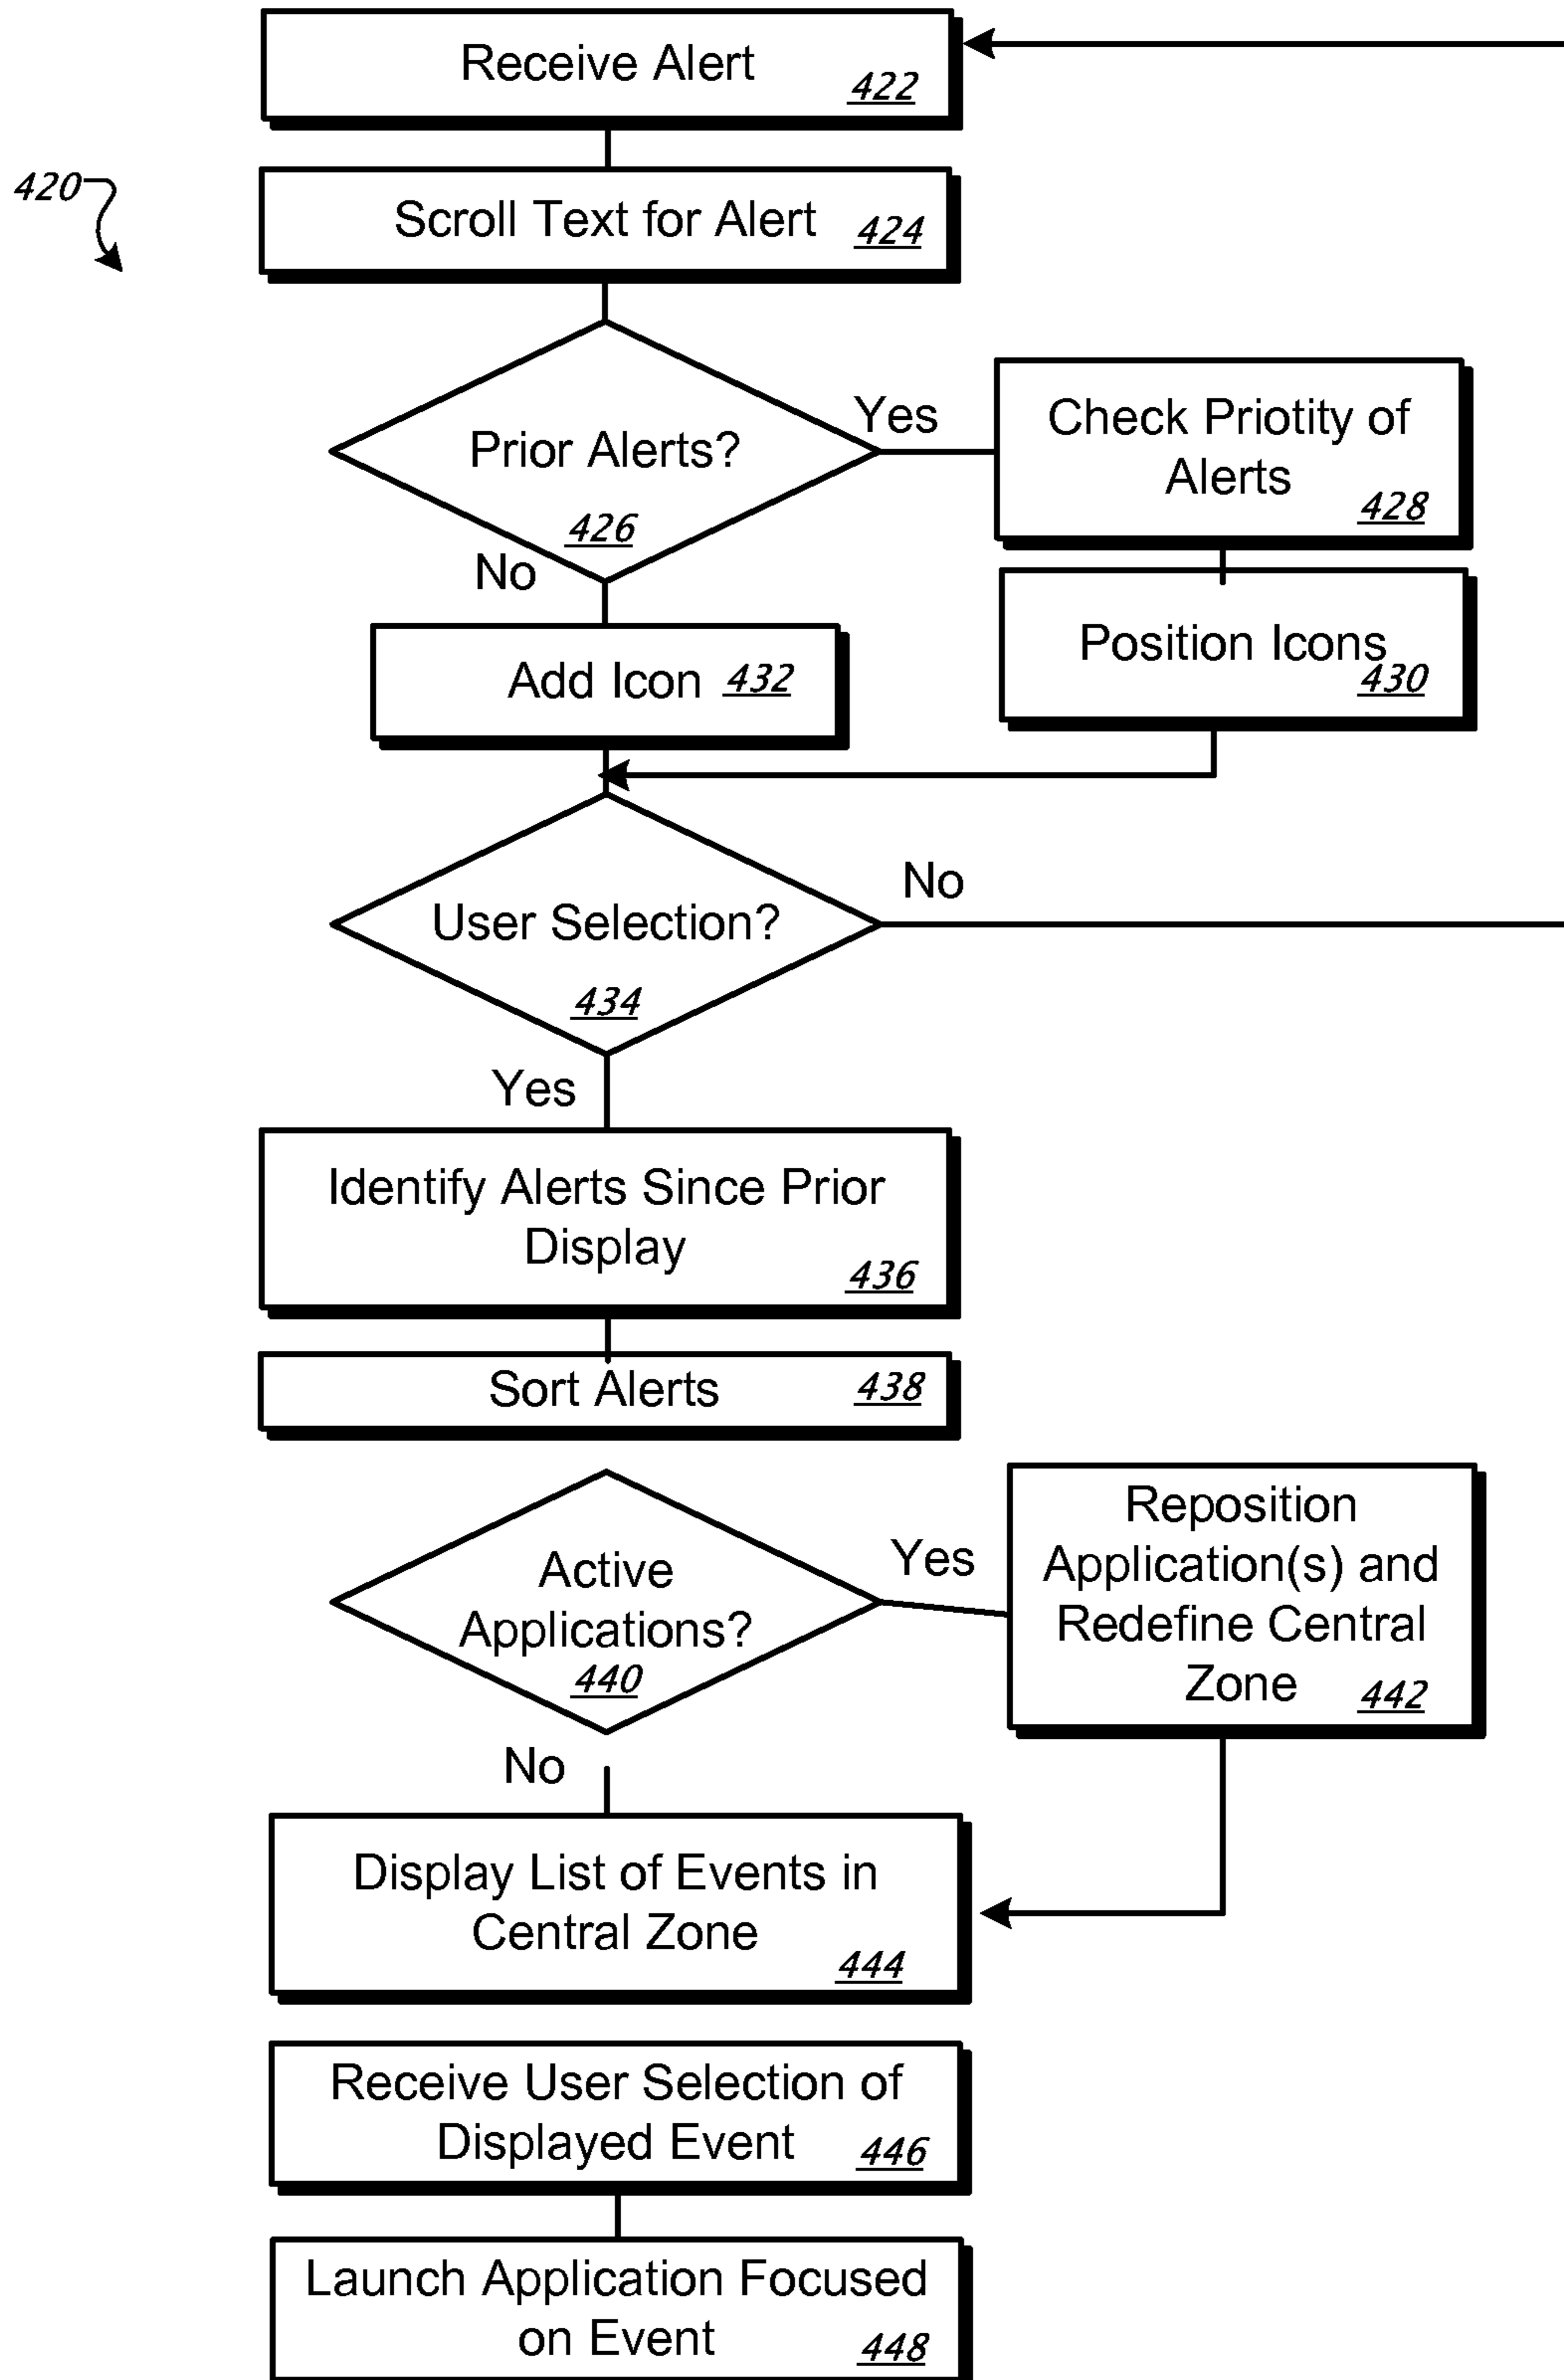 Receive Alert
422
420
Scroll Text for Alert 424
Prior Alerts?
426
Yes
No
Check Priotity of
Alerts
428
Position Icons
430
Add Icon 432
User Selection?
434
No
Yes
Identify Alerts Since Prior
Display
436
Sort Alerts 438
Active
Applications?
440
Yes
No
Reposition
Application(s) and
Redefine Central
Zone 442
Display List of Events in
Central Zone
444
Receive User Selection of
Displayed Event 446
Launch Application Focused
on Event 448